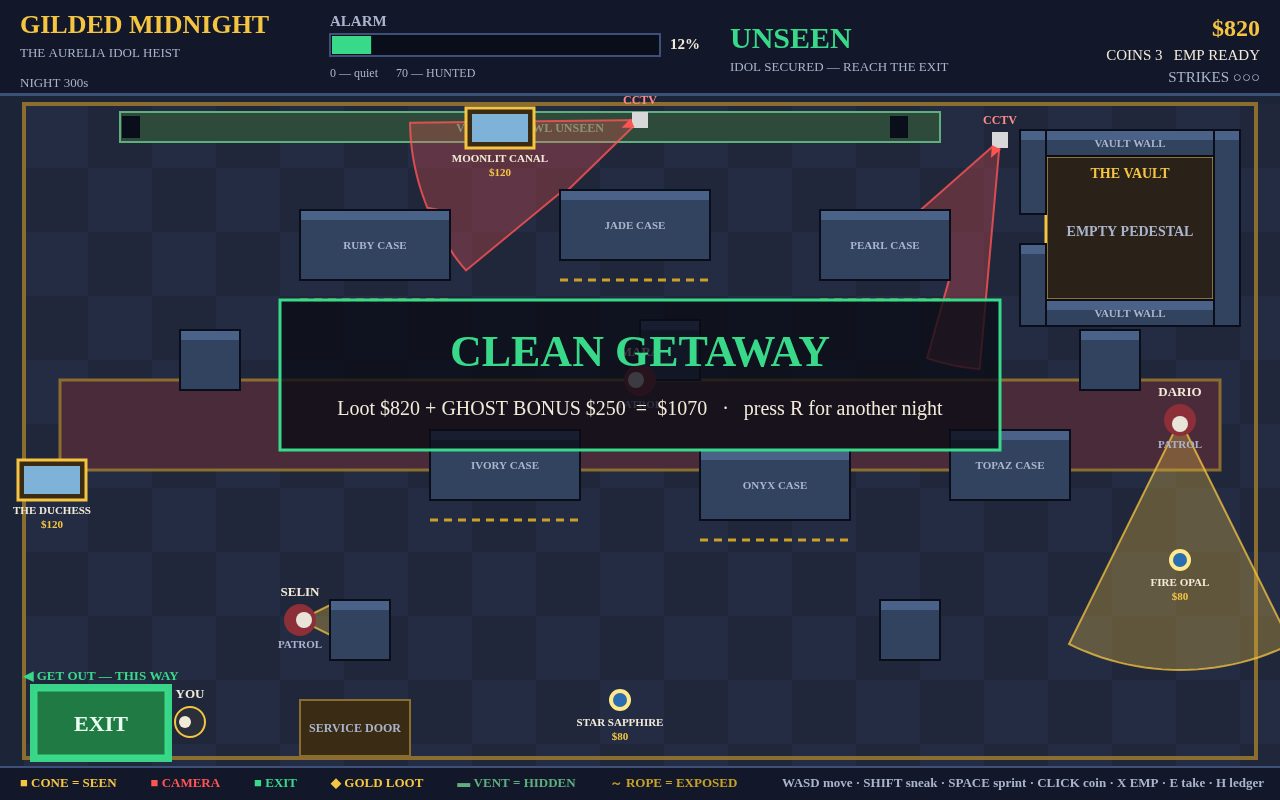 GILDED MIDNIGHT
THE AURELIA IDOL HEIST
NIGHT 300s
ALARM
12%
0 — quiet 70 — HUNTED
UNSEEN
IDOL SECURED — REACH THE EXIT
$820
COINS 3 EMP READY
STRIKES ○○○
CCTV
CCTV
WL UNSEEN
MOONLIT CANAL
$120
VAULT WALL
THE VAULT
EMPTY PEDESTAL
VAULT WALL
RUBY CASE
JADE CASE
PEARL CASE
CLEAN GETAWAY
Loot $820 + GHOST BONUS $250 = $1070 · press R for another night
DARIO
PATROL
IVORY CASE
ONYX CASE
TOPAZ CASE
THE DUCHESS
$120
FIRE OPAL
$80
SELIN
PATROL
◀ GET OUT — THIS WAY
EXIT
YOU
SERVICE DOOR
STAR SAPPHIRE
$80
■ CONE = SEEN ■ CAMERA ■ EXIT ◆ GOLD LOOT ▬ VENT = HIDDEN ~ ROPE = EXPOSED WASD move · SHIFT sneak · SPACE sprint · CLICK coin · X EMP · E take · H ledger